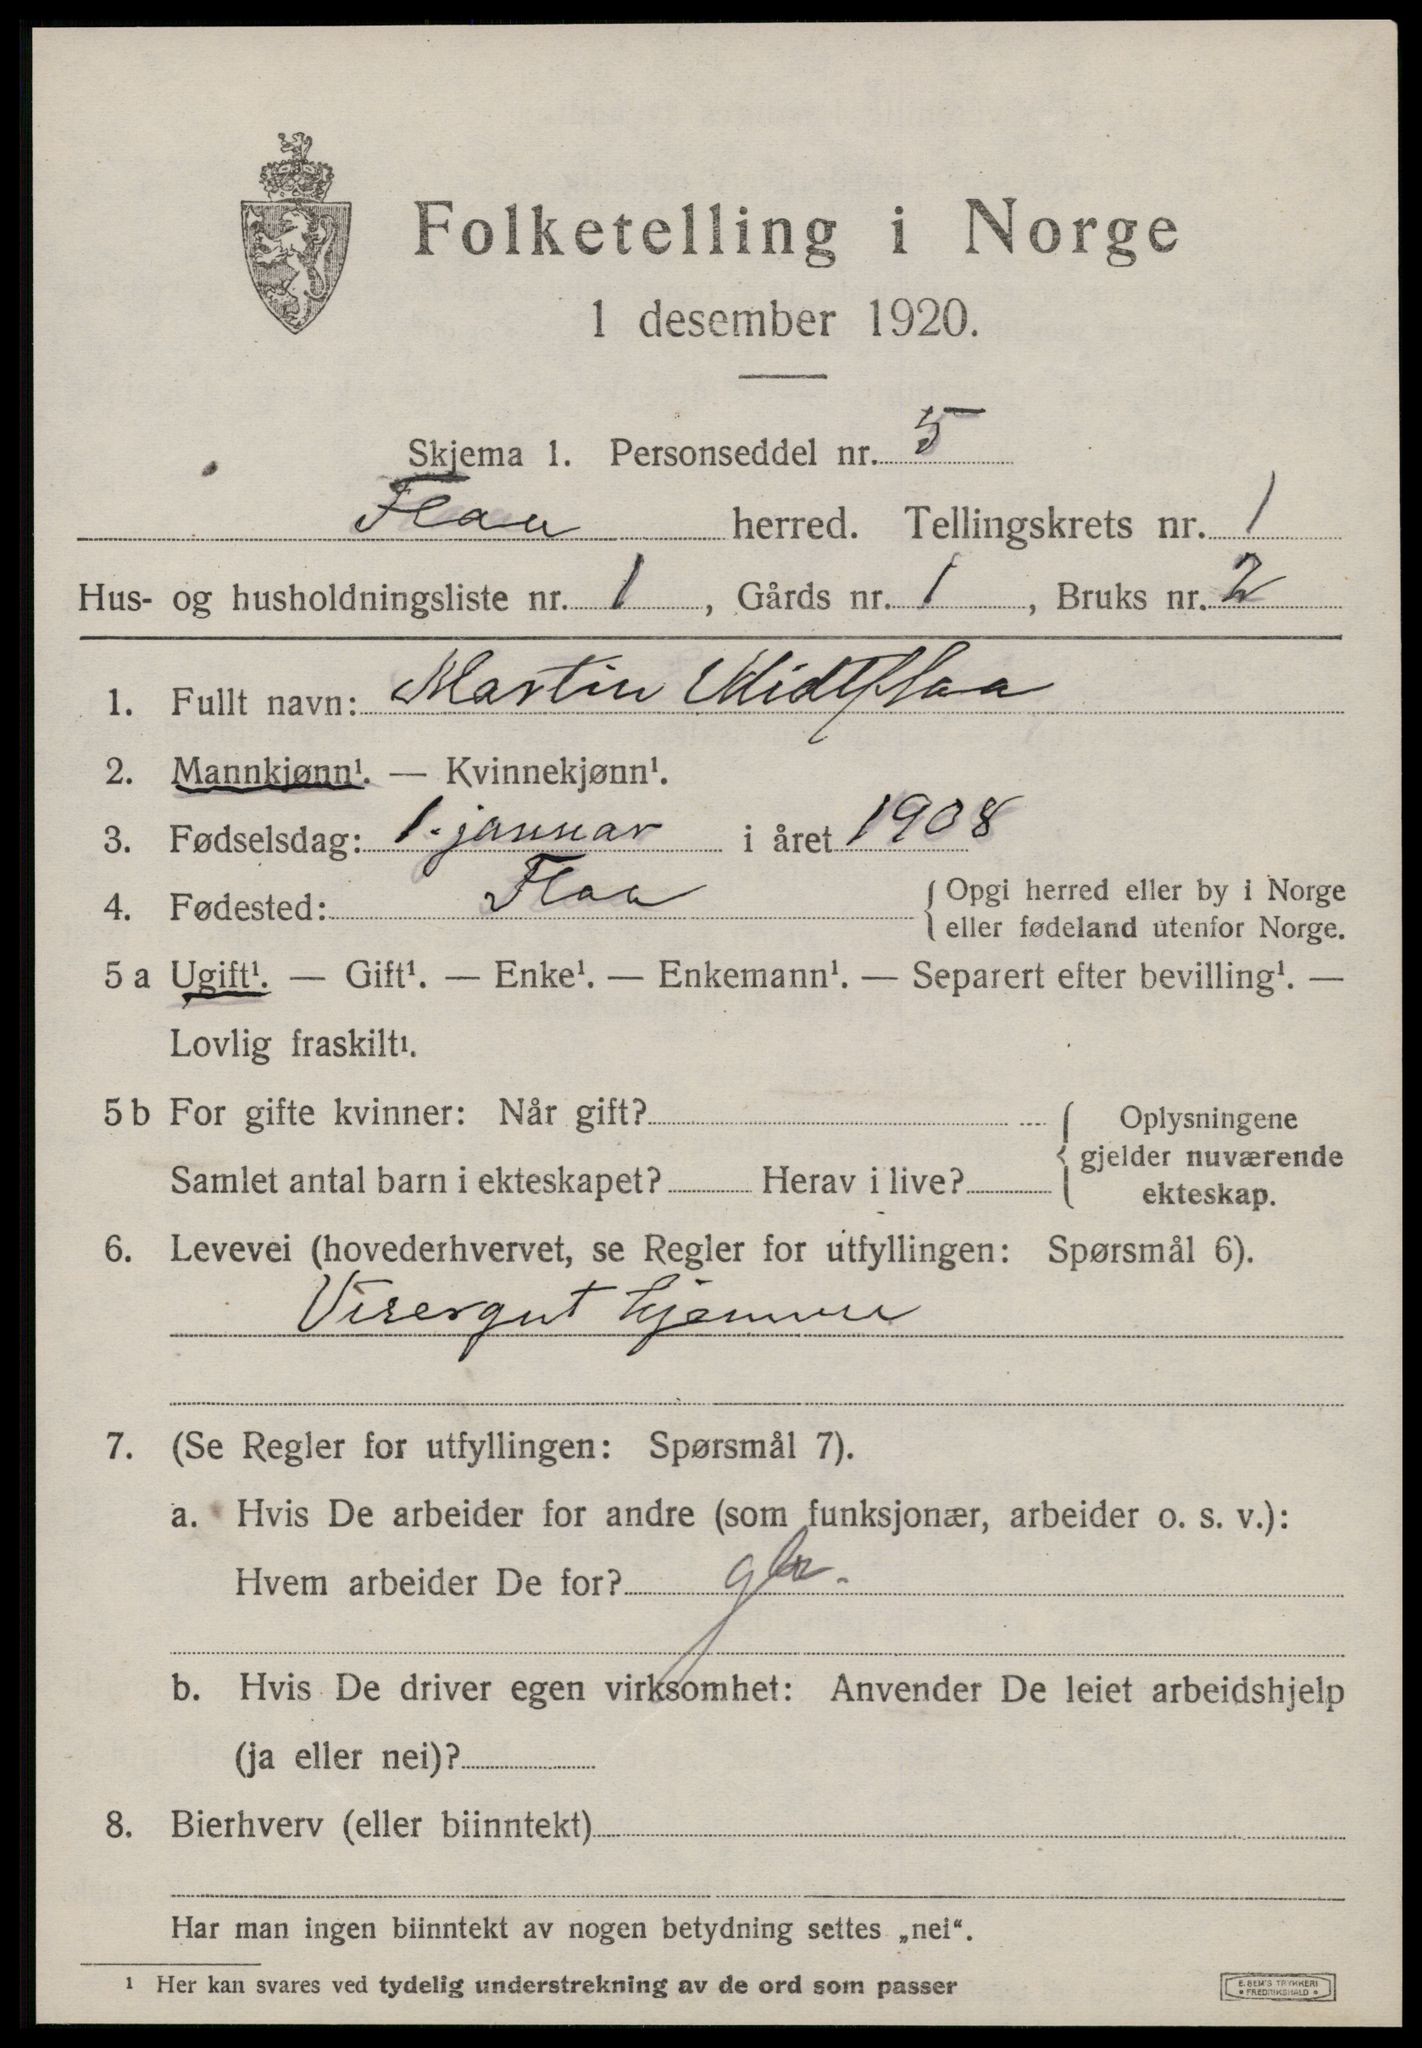 Folketelling i Norge
1 desember 1920.
Skjema 1. Personseddel nr. 5
Flaa herred. Tellingskrets nr. 1
Hus- og husholdningsliste nr. 1, Gårds nr. 1, Bruks nr. 2
1. Fullt navn: Martin Midtflaa
2. Mannkjønn¹. — Kvinnekjønn¹.
3. Fødselsdag: 1. januar i året 1908
4. Fødested: Flaa { Opgi herred eller by i Norge
eller fødeland utenfor Norge.
5 a Ugift¹. — Gift¹. — Enke¹. — Enkemann¹. — Separert efter bevilling¹. —
Lovlig fraskilt¹.
5 b For gifte kvinner: Når gift? { Oplysningene
gjelder nuværende
Samlet antal barn i ekteskapet? Herav i live? ekteskap.
6. Levevei (hovederhvervet, se Regler for utfyllingen: Spørsmål 6).
Visergut hjemme
7. (Se Regler for utfyllingen: Spørsmål 7).
a. Hvis De arbeider for andre (som funksjonær, arbeider o. s. v.):
Hvem arbeider De for?
b. Hvis De driver egen virksomhet: Anvender De leiet arbeidshjelp
(ja eller nei)?
8. Bierhverv (eller biinntekt)
Har man ingen biinntekt av nogen betydning settes „nei“.
¹ Her kan svares ved tydelig understrekning av de ord som passer
E. SEM'S TRYKKERI
• FREDRIKSHALD •